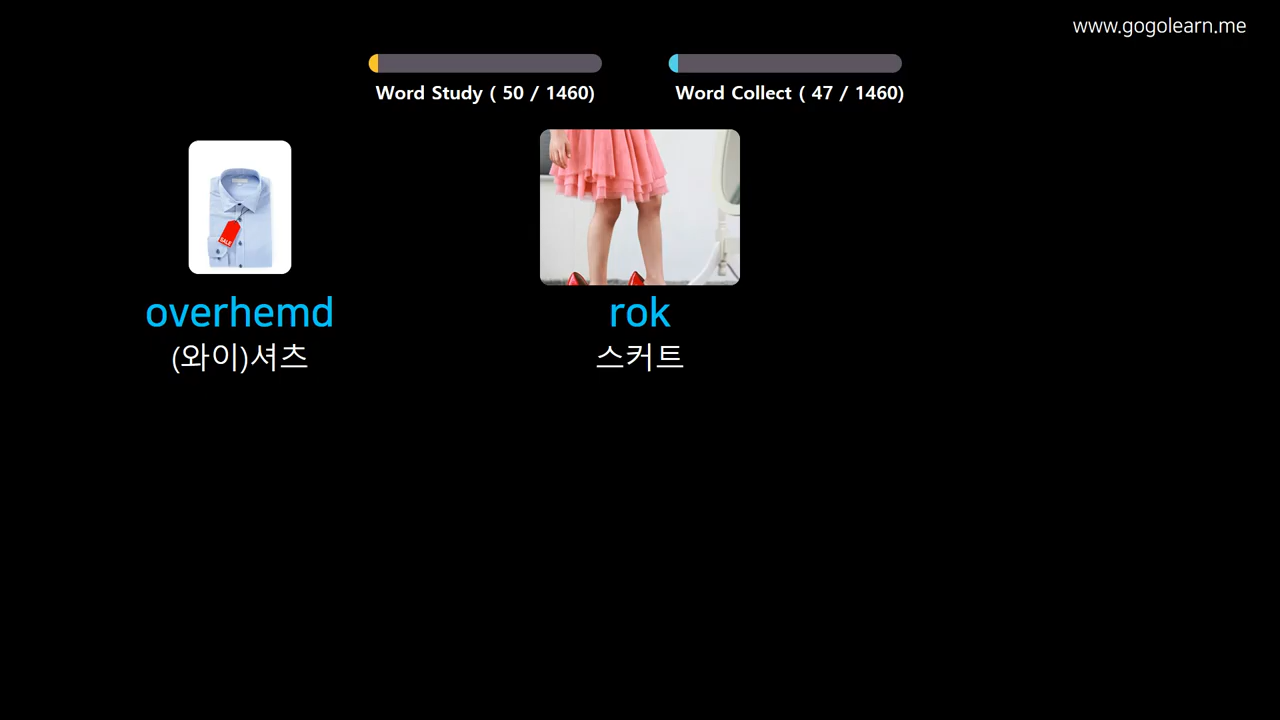 www.gogolearn.me
Word Study ( 50 / 1460)
Word Collect ( 47 / 1460)
SALE
overhemd
rok
(와이)셔츠
스커트